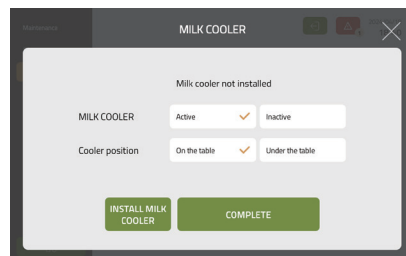 Maintenance
MILK COOLER
Milk cooler not installed
MILK COOLER
Active
Inactive
Cooler position
On the table
Under the table
INSTALL MILK
COOLER
COMPLETE